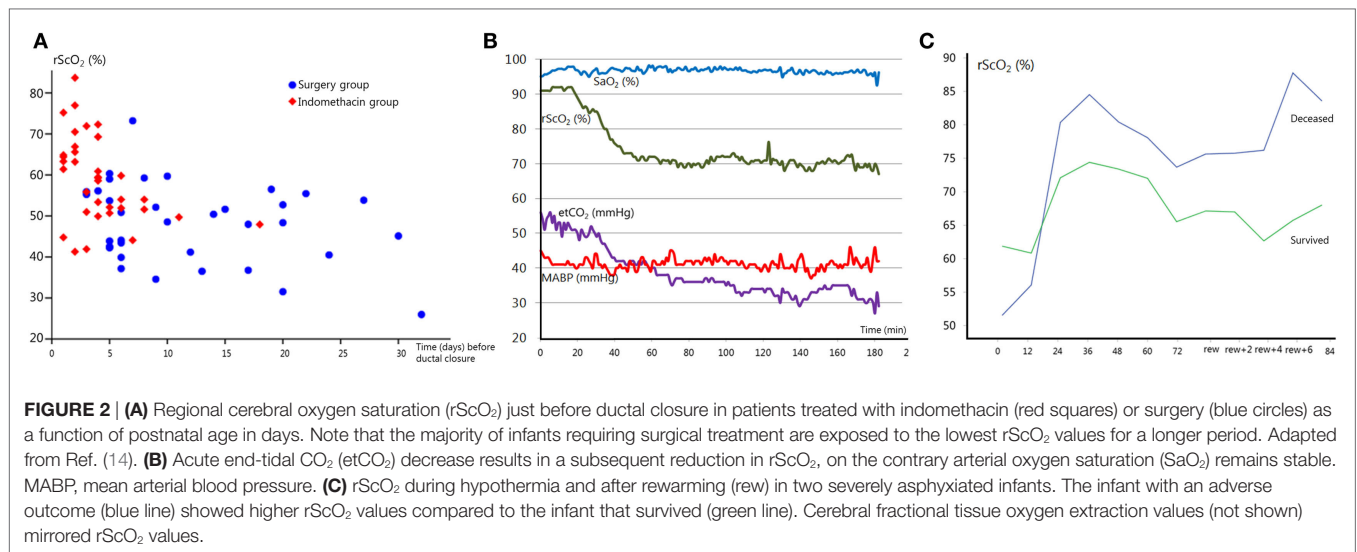 A
rScO₂ (%)
80
70
60
50
40
30
20
0 5 10 15 20 25 30
Surgery group
Indomethacin group
Time (days) before
ductal closure
B
100
90
80
70
60
50
40
30
20
SaO₂ (%)
rScO₂ (%)
etCO₂ (mmHg)
MABP (mmHg)
Time (min)
0 20 40 60 80 100 120 140 160 180 2
C
rScO₂ (%)
90
85
80
75
70
65
60
55
50
Deceased
Survived
0 12 24 36 48 60 72 rew rew+2 rew+4 rew+6 84
FIGURE 2 | (A) Regional cerebral oxygen saturation (rScO₂) just before ductal closure in patients treated with indomethacin (red squares) or surgery (blue circles) as
a function of postnatal age in days. Note that the majority of infants requiring surgical treatment are exposed to the lowest rScO₂ values for a longer period. Adapted
from Ref. (14). (B) Acute end-tidal CO₂ (etCO₂) decrease results in a subsequent reduction in rScO₂, on the contrary arterial oxygen saturation (SaO₂) remains stable.
MABP, mean arterial blood pressure. (C) rScO₂ during hypothermia and after rewarming (rew) in two severely asphyxiated infants. The infant with an adverse
outcome (blue line) showed higher rScO₂ values compared to the infant that survived (green line). Cerebral fractional tissue oxygen extraction values (not shown)
mirrored rScO₂ values.